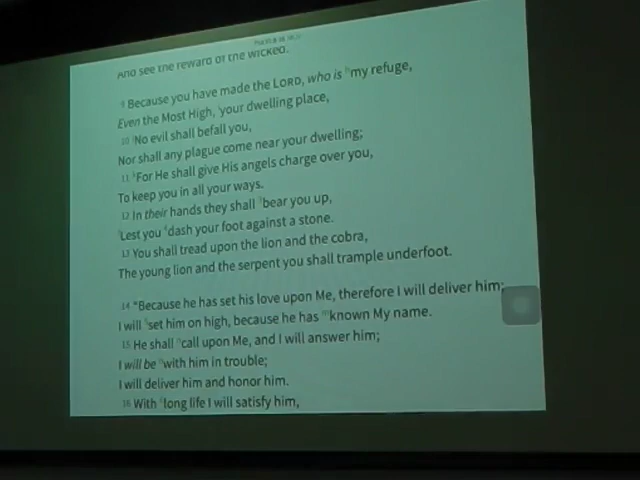 And see the reward of the wicked.
9 Because you have made the LORD, who is my refuge,
Even the Most High, your dwelling place,
10 No evil shall befall you,
Nor shall any plague come near your dwelling;
11 For He shall give His angels charge over you,
To keep you in all your ways.
12 In their hands they shall bear you up,
Lest you dash your foot against a stone.
13 You shall tread upon the lion and the cobra,
The young lion and the serpent you shall trample underfoot.
14 "Because he has set his love upon Me, therefore I will deliver him;
I will set him on high, because he has known My name.
15 He shall call upon Me, and I will answer him;
I will be with him in trouble;
I will deliver him and honor him.
16 With long life I will satisfy him,